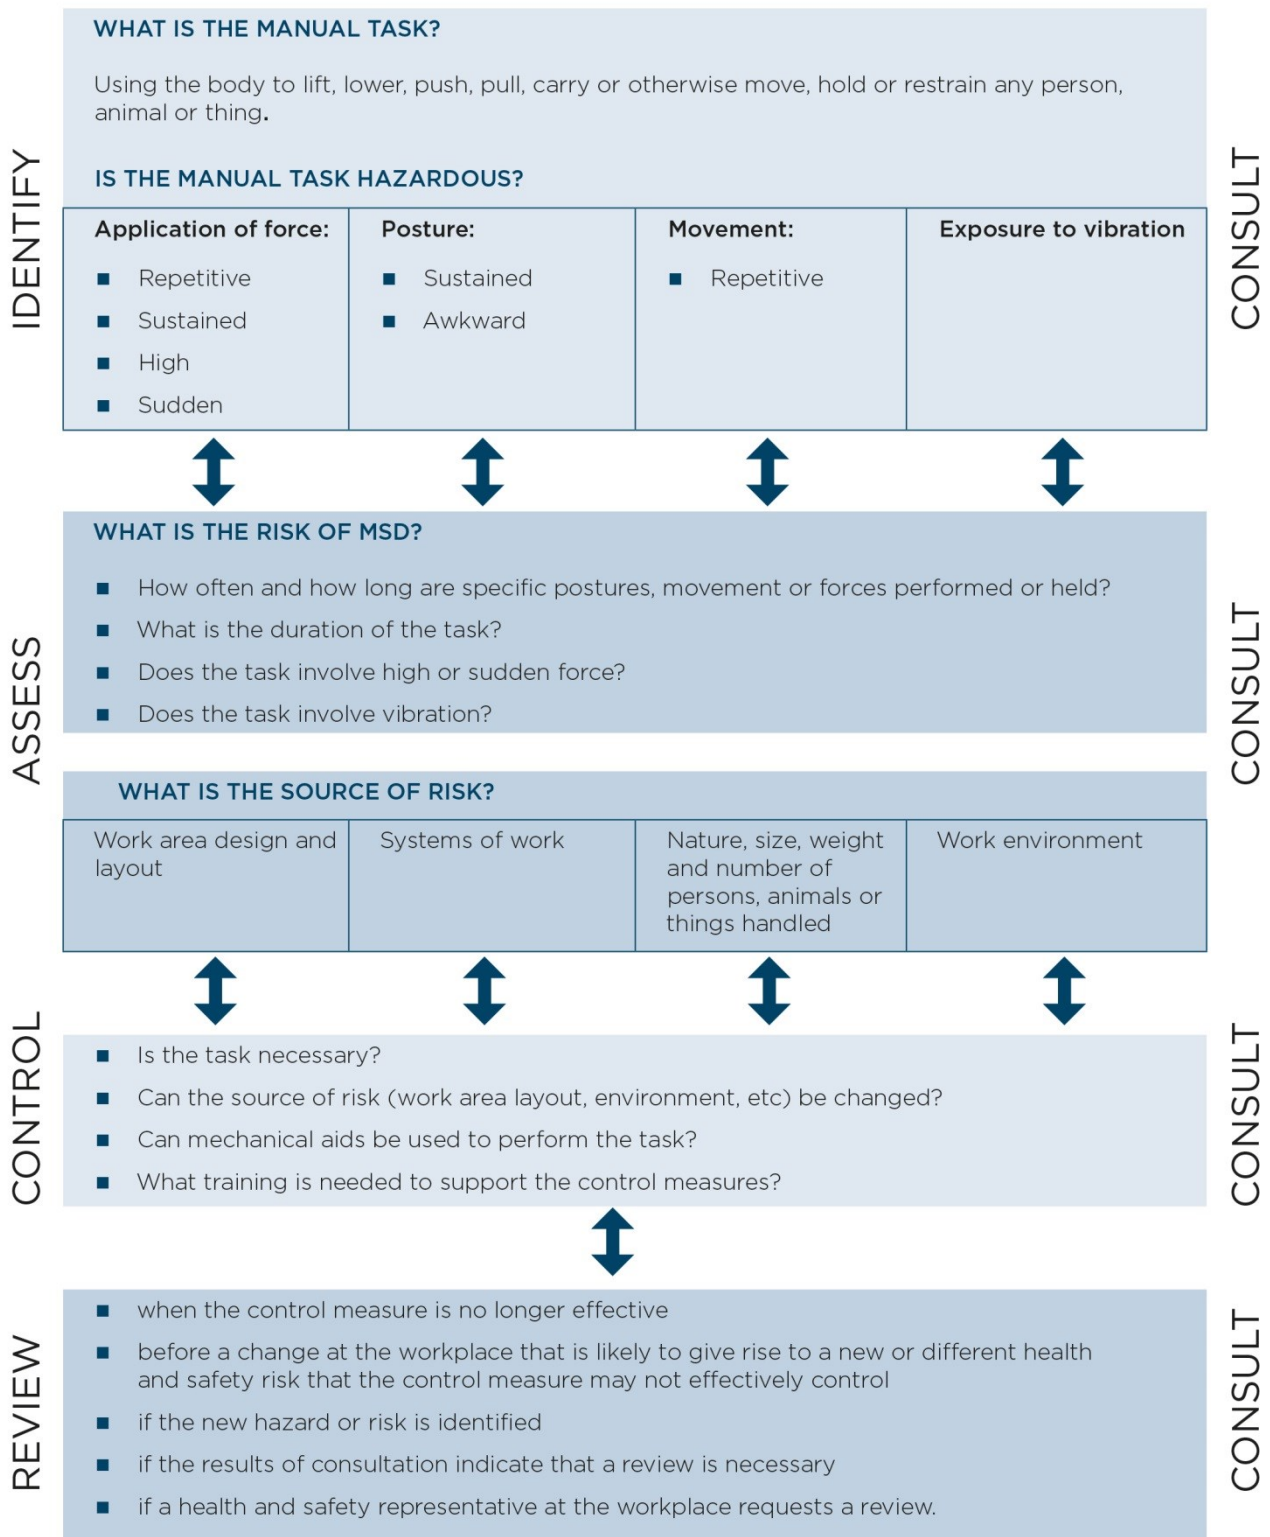 IDENTIFY
CONSULT
WHAT IS THE MANUAL TASK?
Using the body to lift, lower, push, pull, carry or otherwise move, hold or restrain any person,
animal or thing.
IS THE MANUAL TASK HAZARDOUS?
Application of force:
■ Repetitive
■ Sustained
■ High
■ Sudden
Posture:
■ Sustained
■ Awkward
Movement:
■ Repetitive
Exposure to vibration
ASSESS
CONSULT
WHAT IS THE RISK OF MSD?
■ How often and how long are specific postures, movement or forces performed or held?
■ What is the duration of the task?
■ Does the task involve high or sudden force?
■ Does the task involve vibration?
WHAT IS THE SOURCE OF RISK?
Work area design and
layout
Systems of work
Nature, size, weight
and number of
persons, animals or
things handled
Work environment
CONTROL
CONSULT
■ Is the task necessary?
■ Can the source of risk (work area layout, environment, etc) be changed?
■ Can mechanical aids be used to perform the task?
■ What training is needed to support the control measures?
REVIEW
CONSULT
■ when the control measure is no longer effective
■ before a change at the workplace that is likely to give rise to a new or different health
and safety risk that the control measure may not effectively control
■ if the new hazard or risk is identified
■ if the results of consultation indicate that a review is necessary
■ if a health and safety representative at the workplace requests a review.